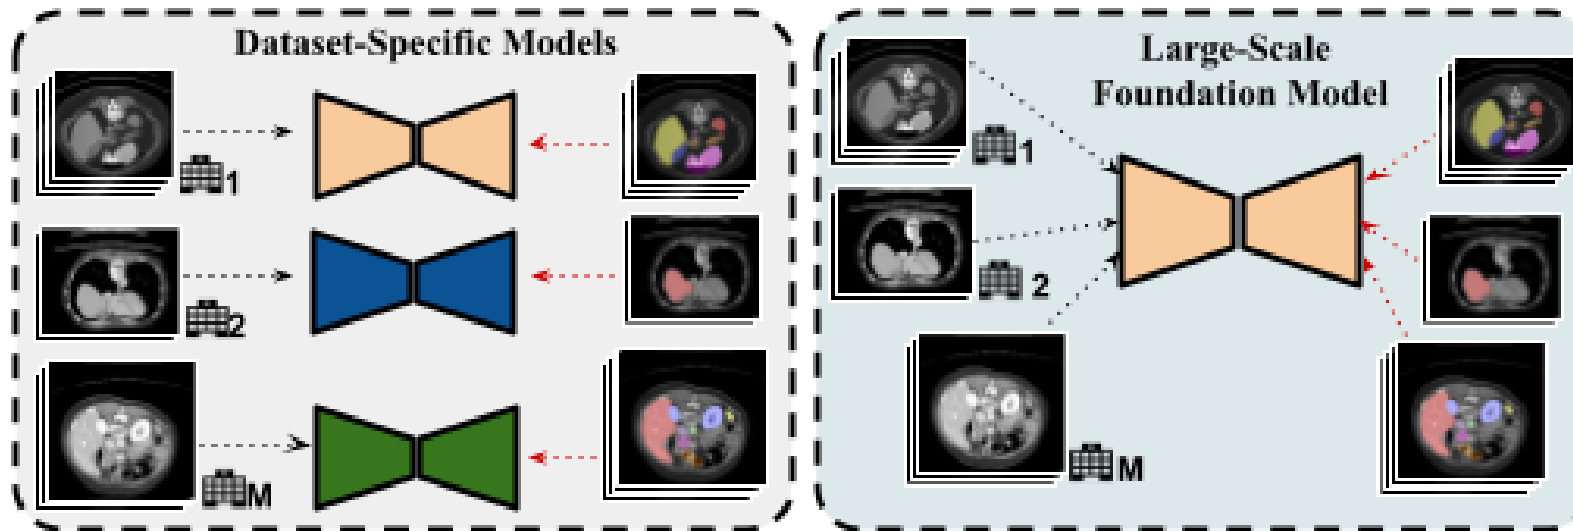 Dataset-Specific Models
1
2
M
Large-Scale
Foundation Model
1
2
M